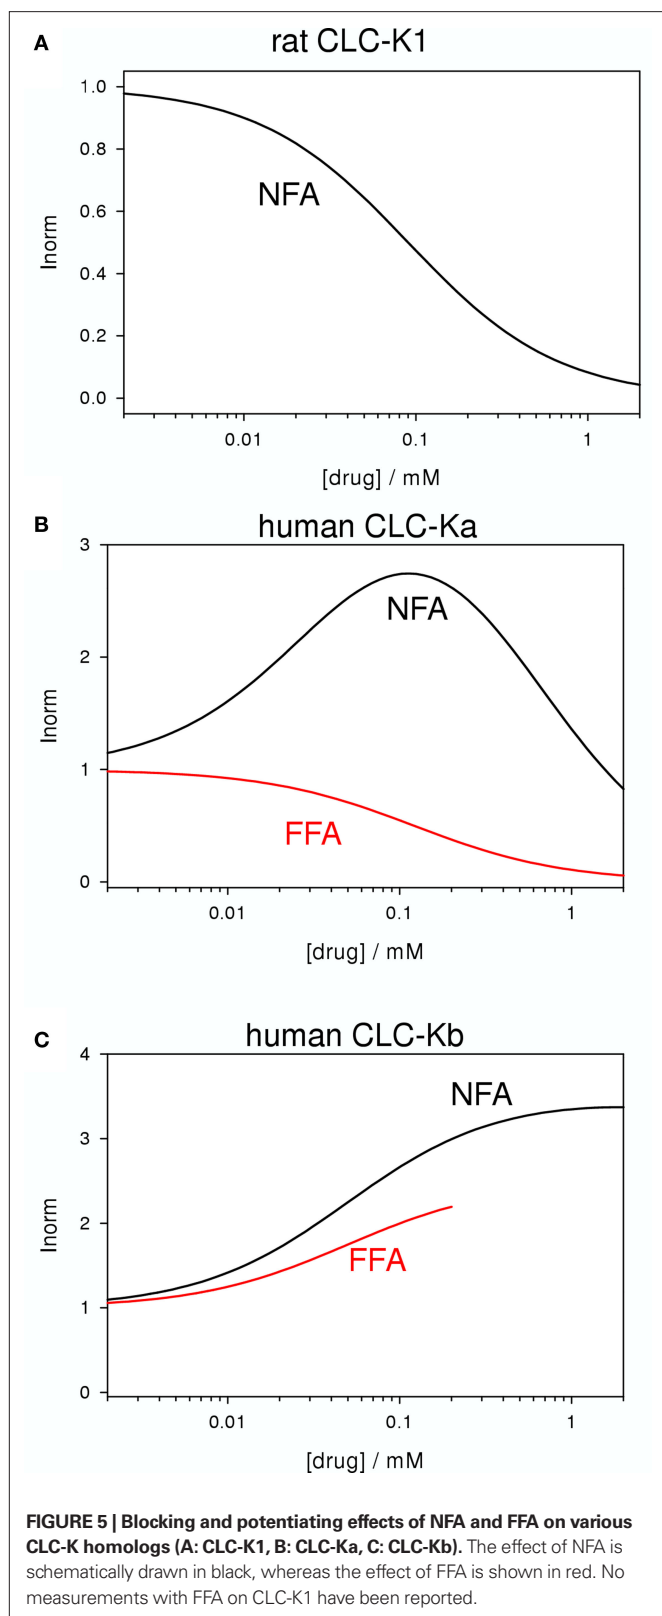 A
rat CLC-K1
1.0
0.8
0.6
0.4
0.2
0.0
Inorm
NFA
0.01 0.1 1
[drug] / mM
B
human CLC-Ka
3
2
1
0
Inorm
NFA
FFA
0.01 0.1 1
[drug] / mM
C
human CLC-Kb
4
3
2
1
0
Inorm
NFA
FFA
0.01 0.1 1
[drug] / mM
FIGURE 5 | Blocking and potentiating effects of NFA and FFA on various
CLC-K homologs (A: CLC-K1, B: CLC-Ka, C: CLC-Kb). The effect of NFA is
schematically drawn in black, whereas the effect of FFA is shown in red. No
measurements with FFA on CLC-K1 have been reported.